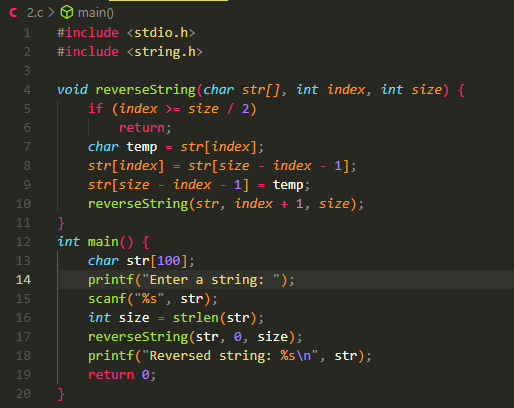 2.c > main()
1 #include <stdio.h>
2 #include <string.h>
3
4 void reverseString(char str[], int index, int size) {
5     if (index >= size / 2)
6         return;
7     char temp = str[index];
8     str[index] = str[size - index - 1];
9     str[size - index - 1] = temp;
10     reverseString(str, index + 1, size);
11 }
12 int main() {
13     char str[100];
14     printf("Enter a string: ");
15     scanf("%s", str);
16     int size = strlen(str);
17     reverseString(str, 0, size);
18     printf("Reversed string: %s\n", str);
19     return 0;
20 }